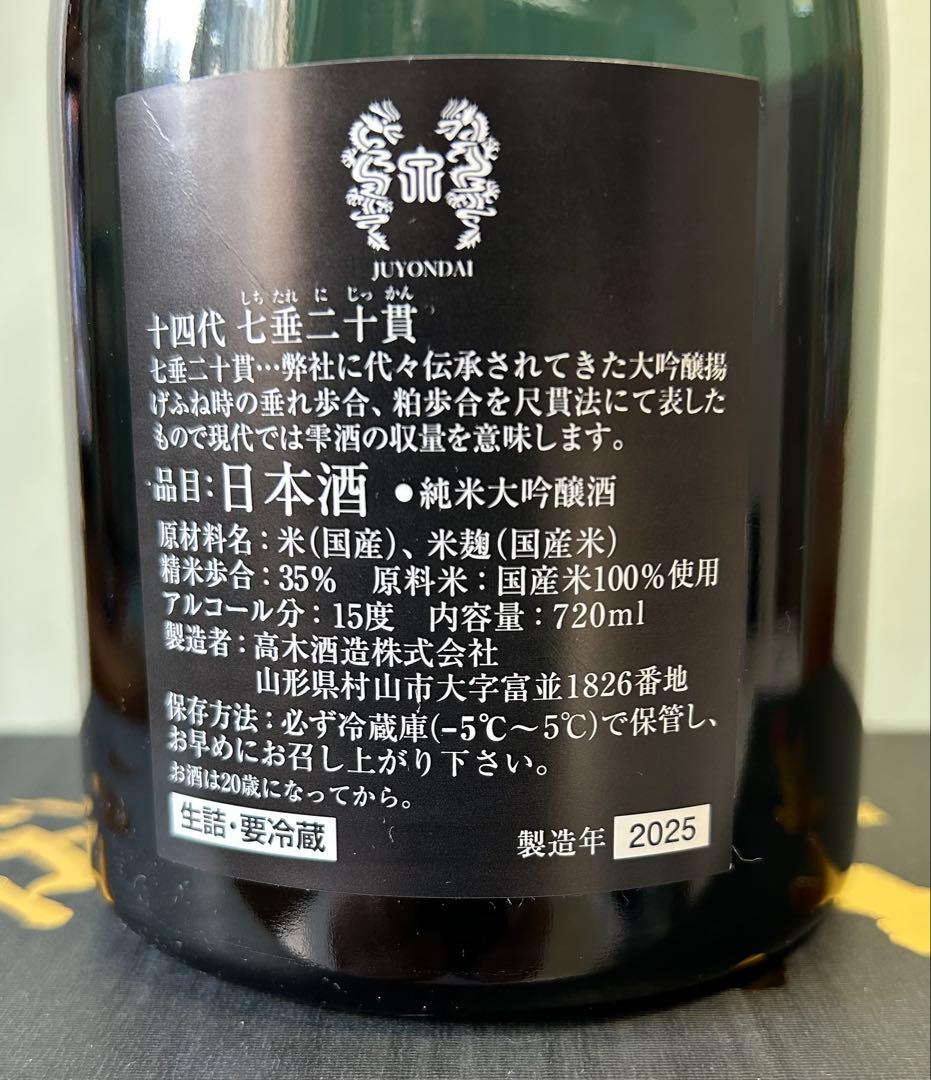 JUYONDAI
しちたれにじっかん
十四代 七垂二十貫
七垂二十貫…弊社に代々伝承されてきた大吟醸揚
げふね時の垂れ歩合、粕歩合を尺貫法にて表した
もので現代では雫酒の収量を意味します。
品目：日本酒 ●純米大吟醸酒
原材料名：米（国産）、米麹（国産米）
精米歩合：35% 原料米：国産米100%使用
アルコール分：15度 内容量：720ml
製造者：高木酒造株式会社
山形県村山市大字富並1826番地
保存方法：必ず冷蔵庫(−5℃〜5℃)で保管し、
お早めにお召し上がり下さい。
お酒は20歳になってから。
生詰・要冷蔵
製造年 2025